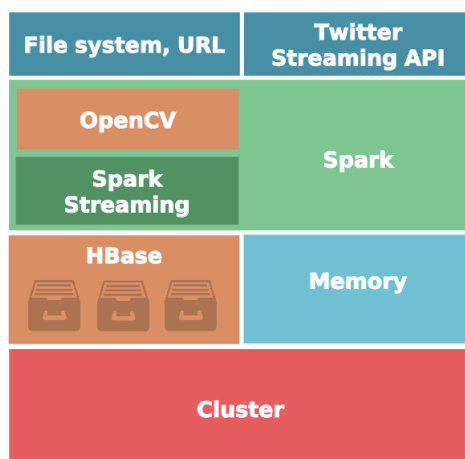 File system, URL
Twitter
Streaming API
OpenCV
Spark
Streaming
Spark
HBase
Memory
Cluster